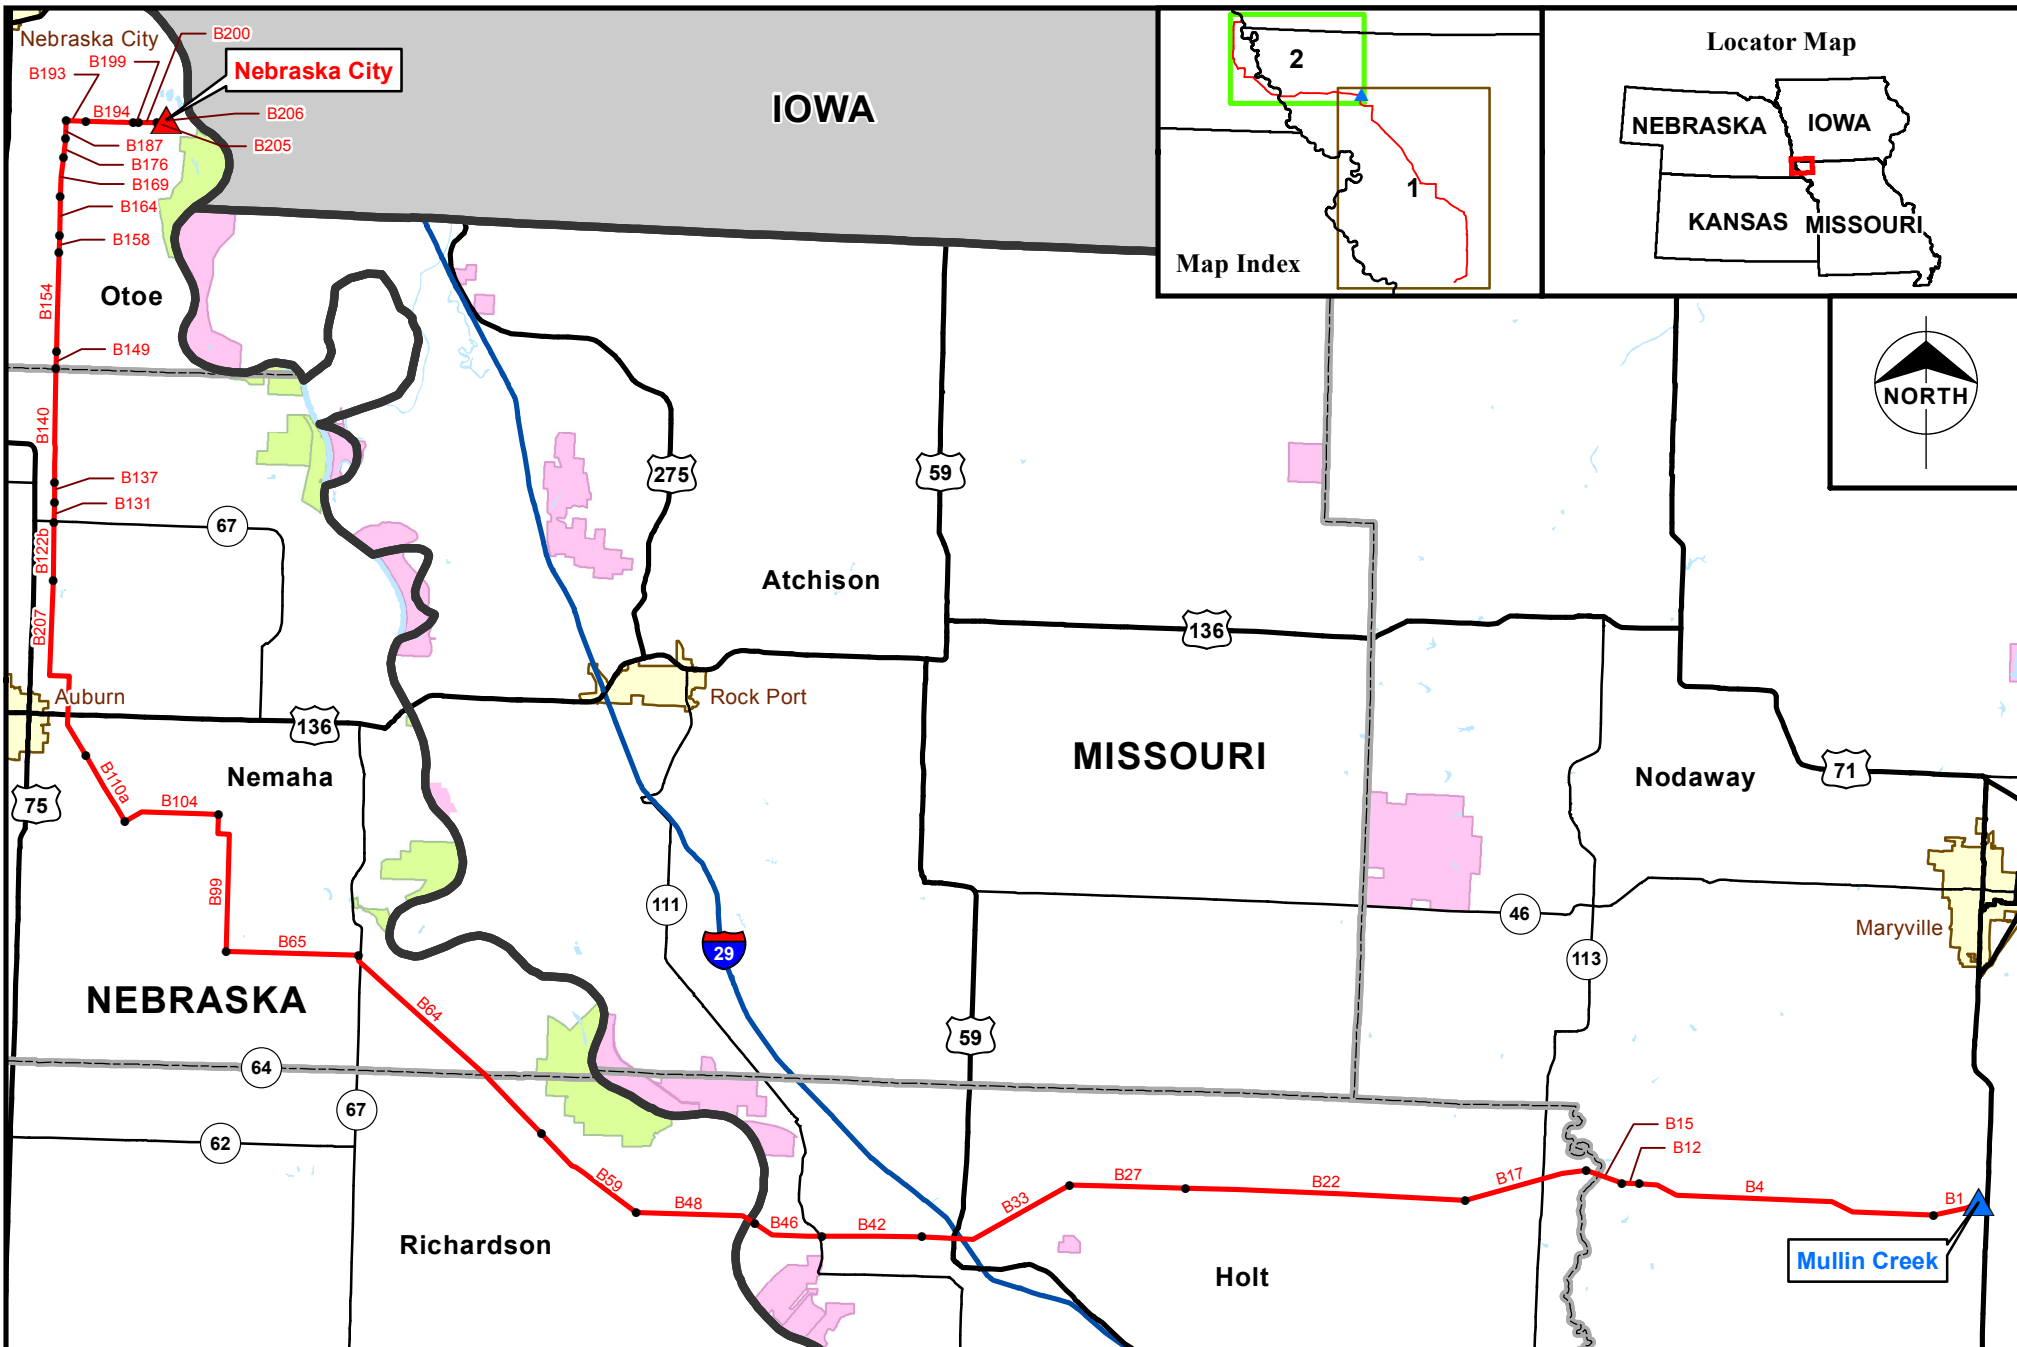 Nebraska City
B200
B199
B193
Nebraska City
B194
B206
B187
B205
B176
B169
B164
B158
B154
Otoe
B149
B140
B137
B131
67
B122b
B207
Auburn
136
75
Nemaha
B110a
B104
B99
B65
NEBRASKA
B64
64
67
62
B59
B48
B46
B42
Richardson
IOWA
275
59
Atchison
136
Rock Port
MISSOURI
111
29
46
59
113
Nodaway
71
Maryville
B33
B27
B22
B17
B15
B12
B4
B1
Mullin Creek
Holt
2
1
Map Index
Locator Map
NEBRASKA
IOWA
KANSAS
MISSOURI
NORTH